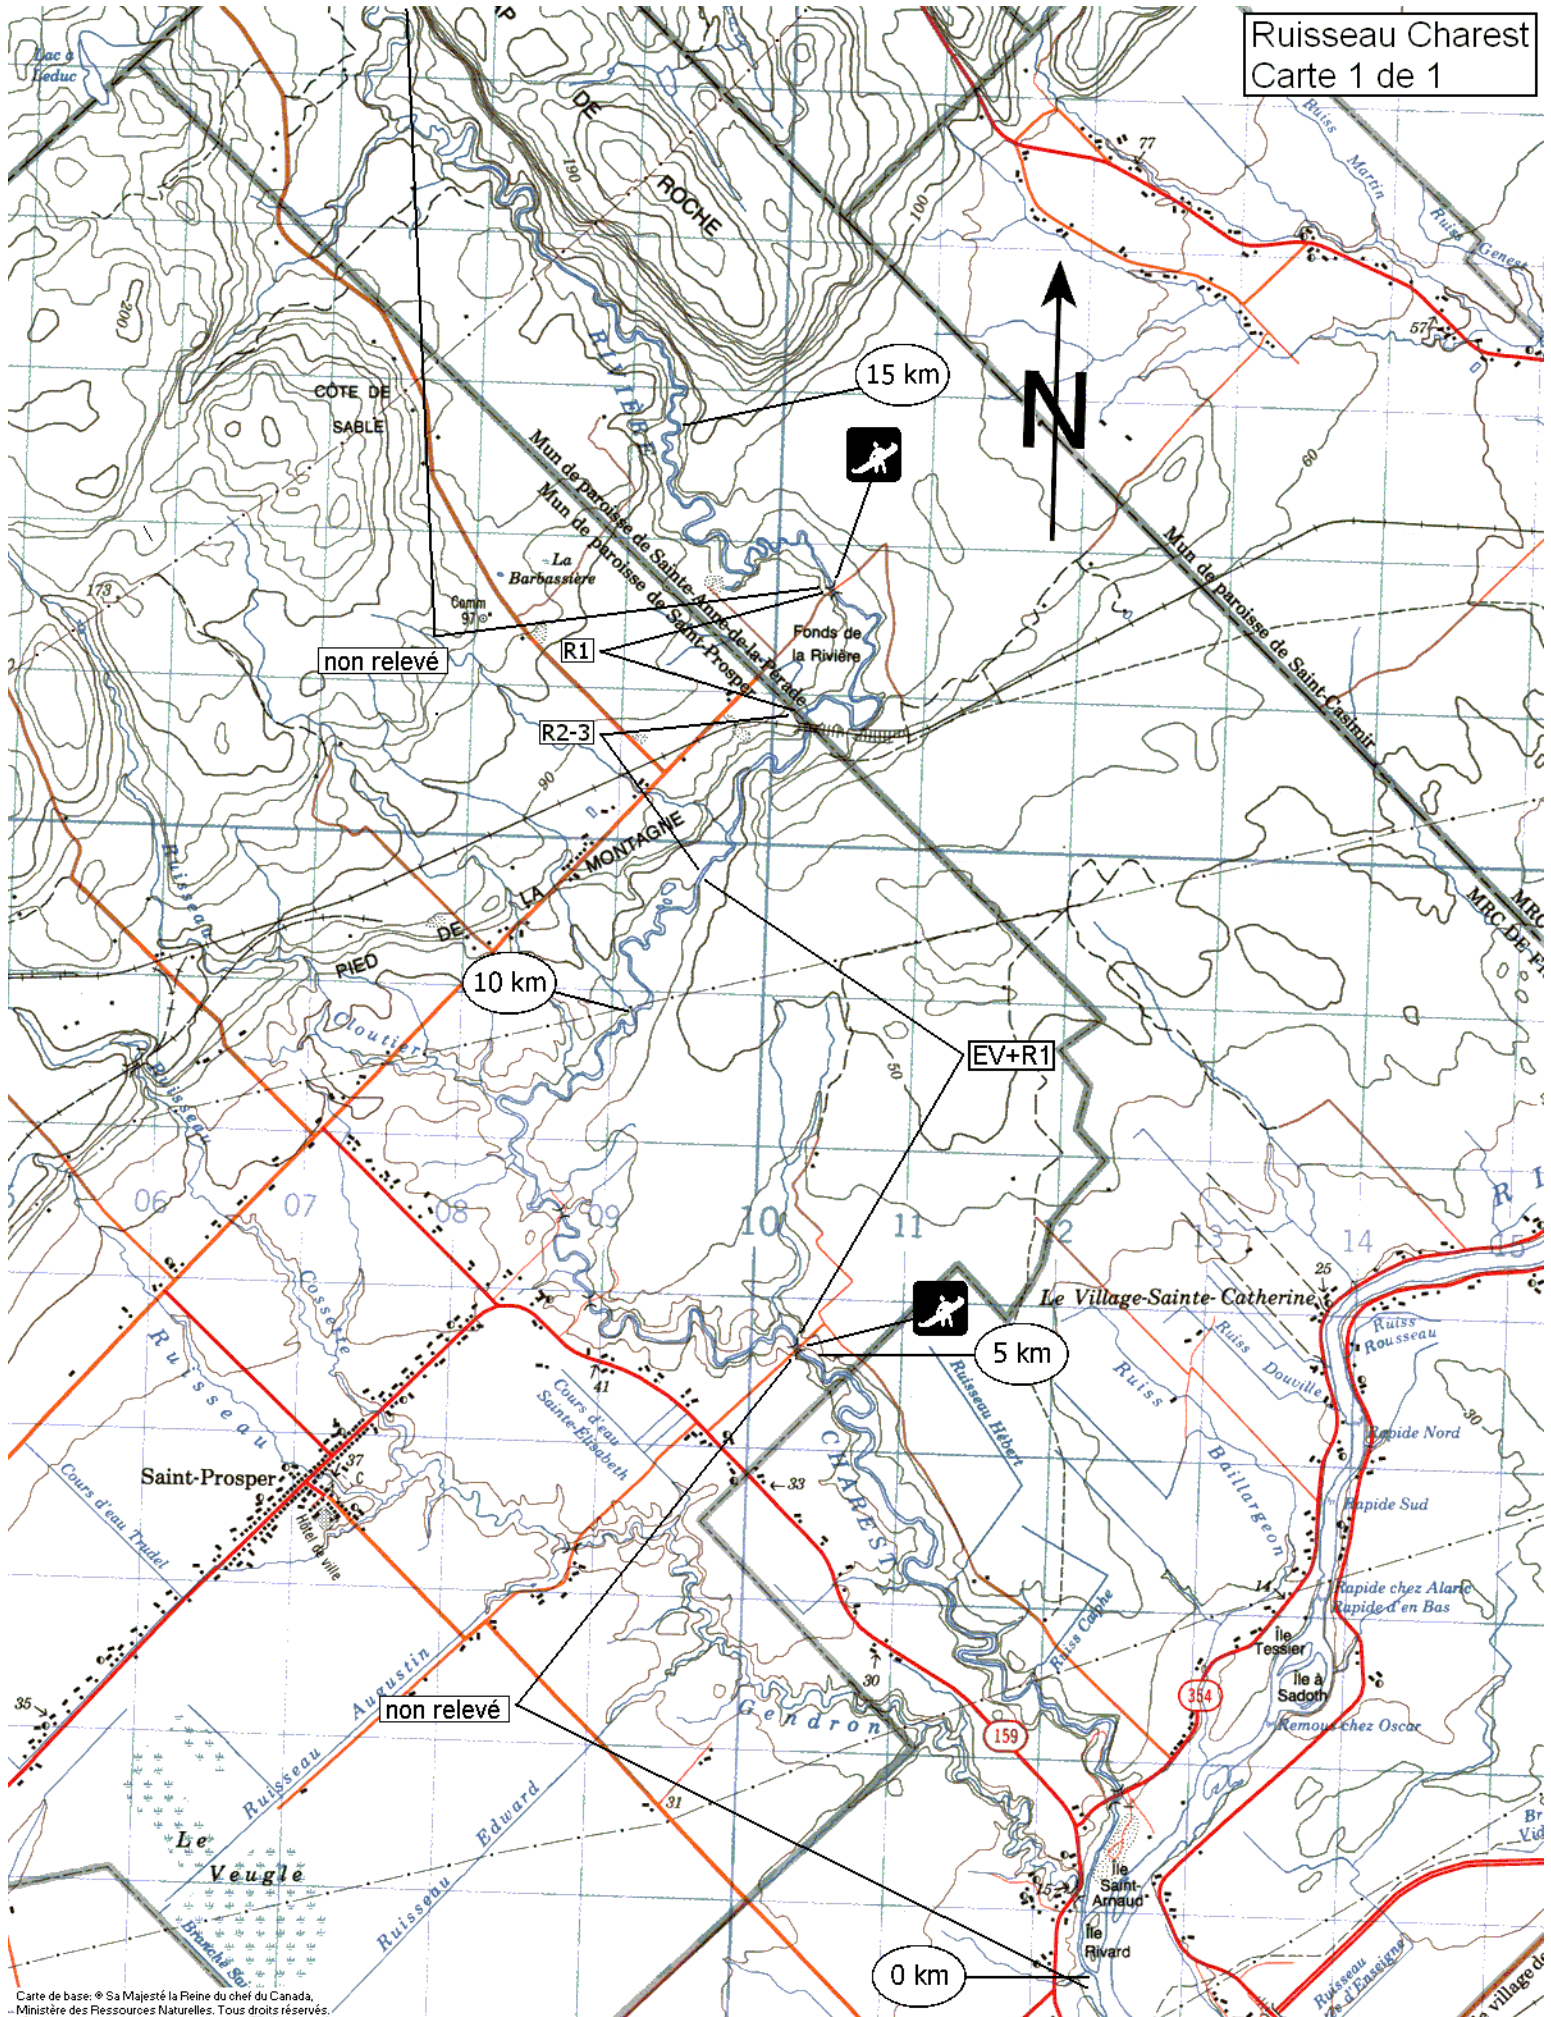 Ruisseau Charest
Carte 1 de 1
Lac à
Leduc
DE
ROCHE
190
100
77
Ruiss
Martin
Ruiss
Genest
57
200
RIVIÈRE
15 km
N
CÔTE DE
SABLE
60
Mun de paroisse de Sainte-Anne-de-la-Pérade
Mun de paroisse de Saint-Prosper
Mun de paroisse de Saint-Casimir
La
Barbassière
173
Comm
97
Fonds de
la Rivière
R1
non relevé
R2-3
90
PIED DE LA MONTAGNE
Ruisseau
MRC
MRC DE
10 km
Cloutier
Ruisseau
EV+R1
50
06
07
08
09
10
11
12
13
14
15
Cossette
Ruisseau
25
Le Village-Sainte-Catherine
Ruiss
Rousseau
Ruiss
Douville
Ruiss
Baillargeon
5 km
41
Cours d'eau
Sainte-Élisabeth
Ruisseau Hébert
30
Rapide Nord
CHAREST
Saint-Prosper
37
C
33
Rapide Sud
Cours d'eau Trudel
Hôtel de ville
14
Rapide chez Alaric
Rapide d'en Bas
Ruiss Caïphe
Île
Tessier
Île à
Sadoth
30
35
Augustin
Ruisseau
non relevé
Gendron
354
Remous chez Oscar
159
31
Edward
Ruisseau
Le
Veugle
15
Île
Saint-
Arnaud
Île
Rivard
0 km
Ruisseau
Carte de base: © Sa Majesté la Reine du chef du Canada,
Ministère des Ressources Naturelles. Tous droits réservés.